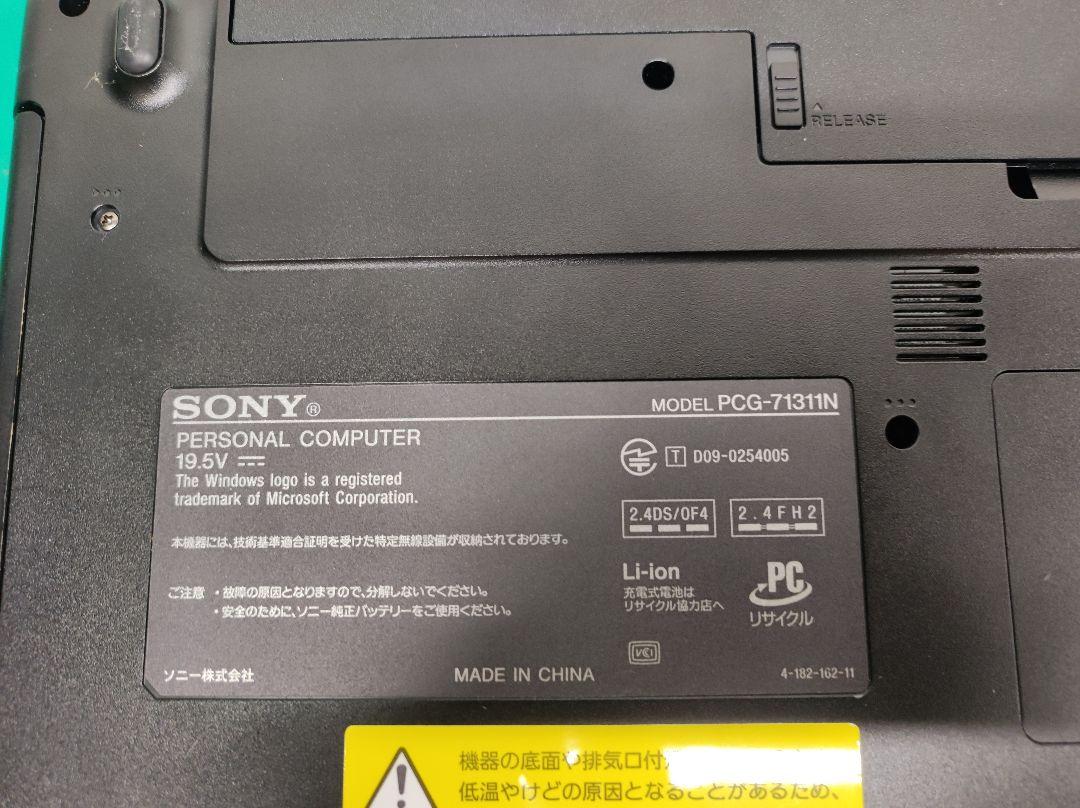 RELEASE
SONY®
MODEL PCG-71311N
PERSONAL COMPUTER
19.5V
The Windows logo is a registered
trademark of Microsoft Corporation.
T D09-0254005
2.4DS/OF4 2.4FH2
本機器には、技術基準適合証明を受けた特定無線設備が収納されております。
Li-ion
充電式電池は
リサイクル協力店へ
PC
リサイクル
ご注意 ・故障の原因となりますので、分解しないでください。
・安全のために、ソニー純正バッテリーをご使用ください。
VCI
ソニー株式会社
MADE IN CHINA
4-182-162-11
機器の底面や排気口付
低温やけどの原因となることがあるため、